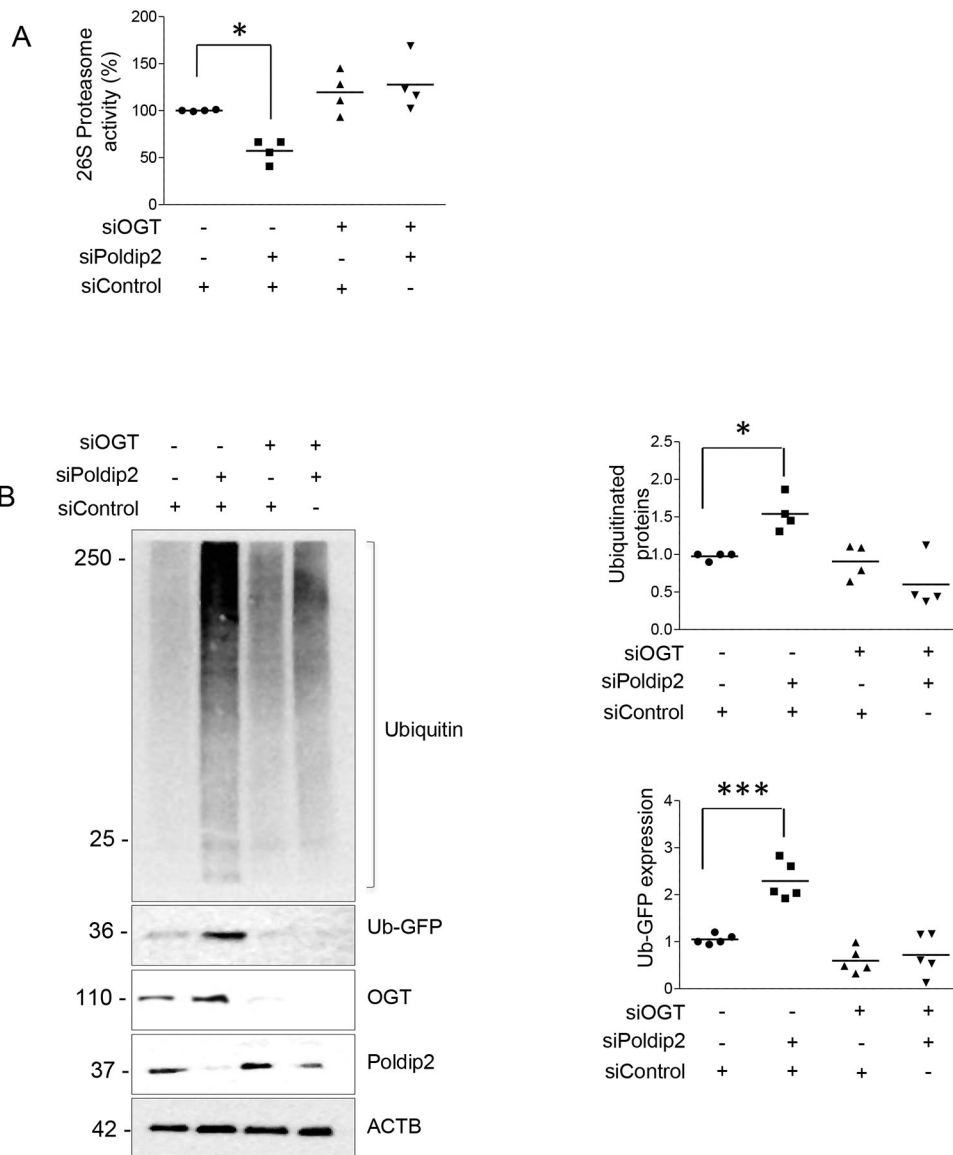 A
26S Proteasome
activity (%)
200
150
100
50
0
*
siOGT - - + +
siPoldip2 - + - +
siControl + + + -
B
siOGT - - + +
siPoldip2 - + - +
siControl + + + -
250 -
25 -
Ubiquitin
36 - Ub-GFP
110 - OGT
37 - Poldip2
42 - ACTB
Ubiquitinated
proteins
2.5
2.0
1.5
1.0
0.5
0.0
*
siOGT - - + +
siPoldip2 - + - +
siControl + + + -
Ub-GFP expression
4
3
2
1
0
***
siOGT - - + +
siPoldip2 - + - +
siControl + + + -